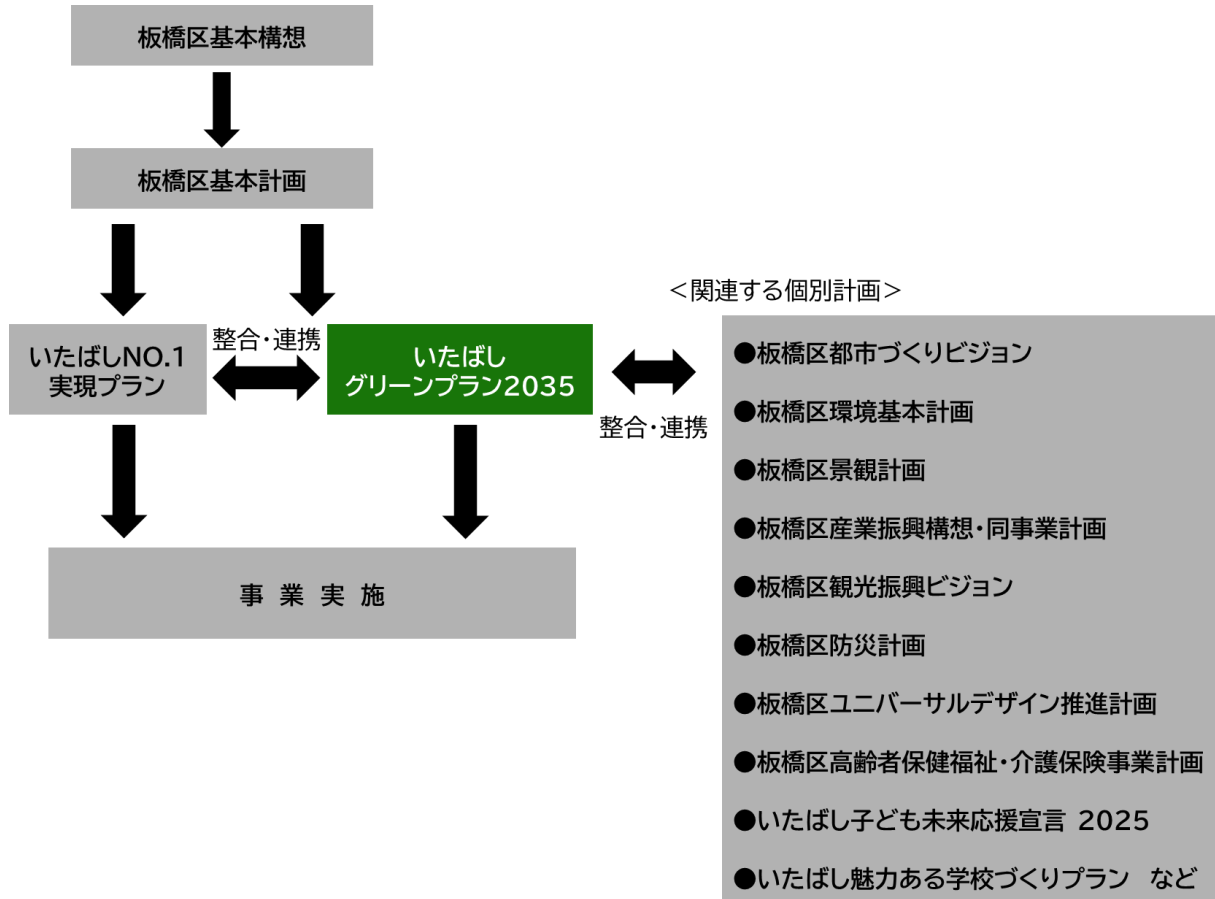 板橋区基本構想
板橋区基本計画
いたばしNO.1
実現プラン
整合・連携
いたばし
グリーンプラン2035
整合・連携
事 業 実 施
＜関連する個別計画＞
●板橋区都市づくりビジョン
●板橋区環境基本計画
●板橋区景観計画
●板橋区産業振興構想・同事業計画
●板橋区観光振興ビジョン
●板橋区防災計画
●板橋区ユニバーサルデザイン推進計画
●板橋区高齢者保健福祉・介護保険事業計画
●いたばし子ども未来応援宣言 2025
●いたばし魅力ある学校づくりプラン　など